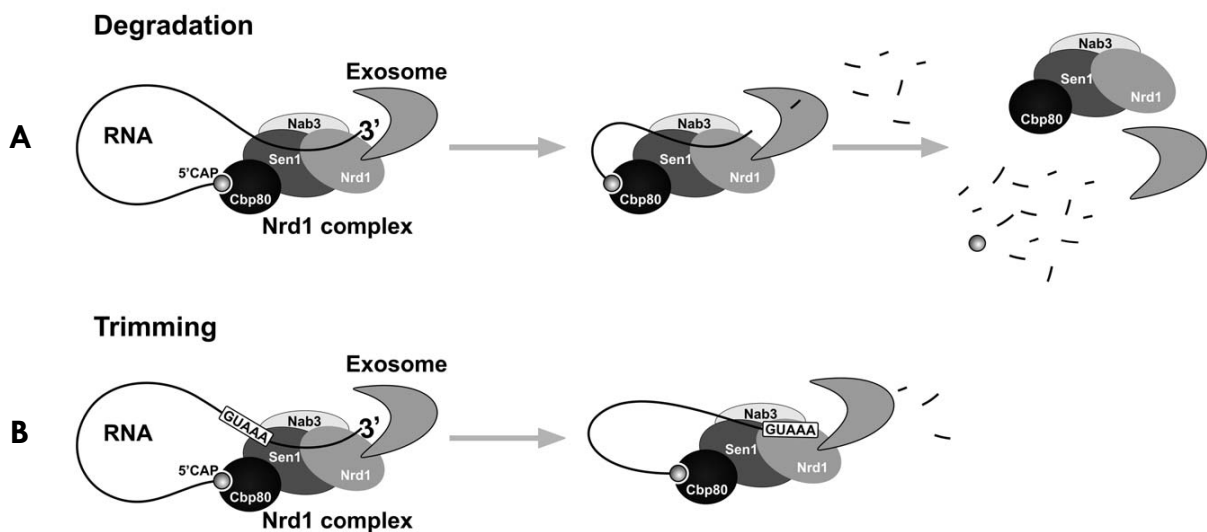 Degradation
A
RNA
5'CAP
Cbp80
Nab3
Sen1
Nrd1
3'
Exosome
Nrd1 complex
Cbp80
Nab3
Sen1
Nrd1
Nab3
Sen1
Nrd1
Cbp80
Trimming
B
RNA
GUAAA
5'CAP
Cbp80
Nab3
Sen1
Nrd1
3'
Exosome
Nrd1 complex
Nab3
GUAAA
Sen1
Nrd1
Cbp80